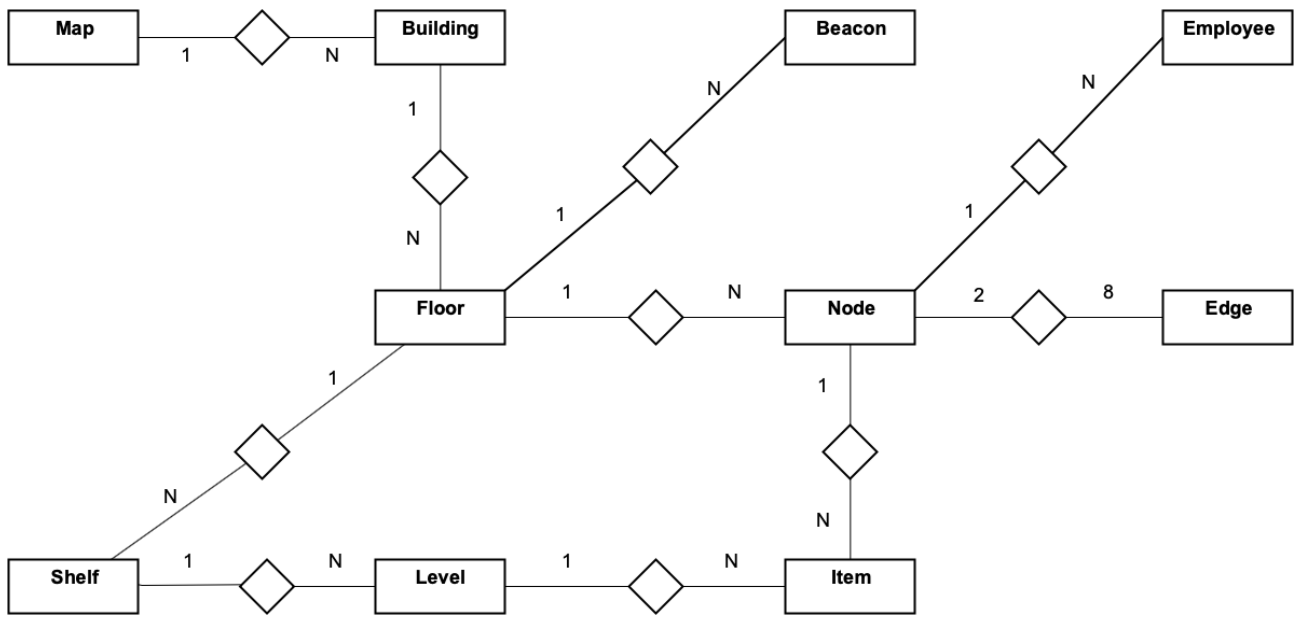 Map
Building
Beacon
Employee
1
N
N
N
1
1
1
N
Floor
1
N
Node
2
8
Edge
1
1
N
N
Shelf
1
N
Level
1
N
Item